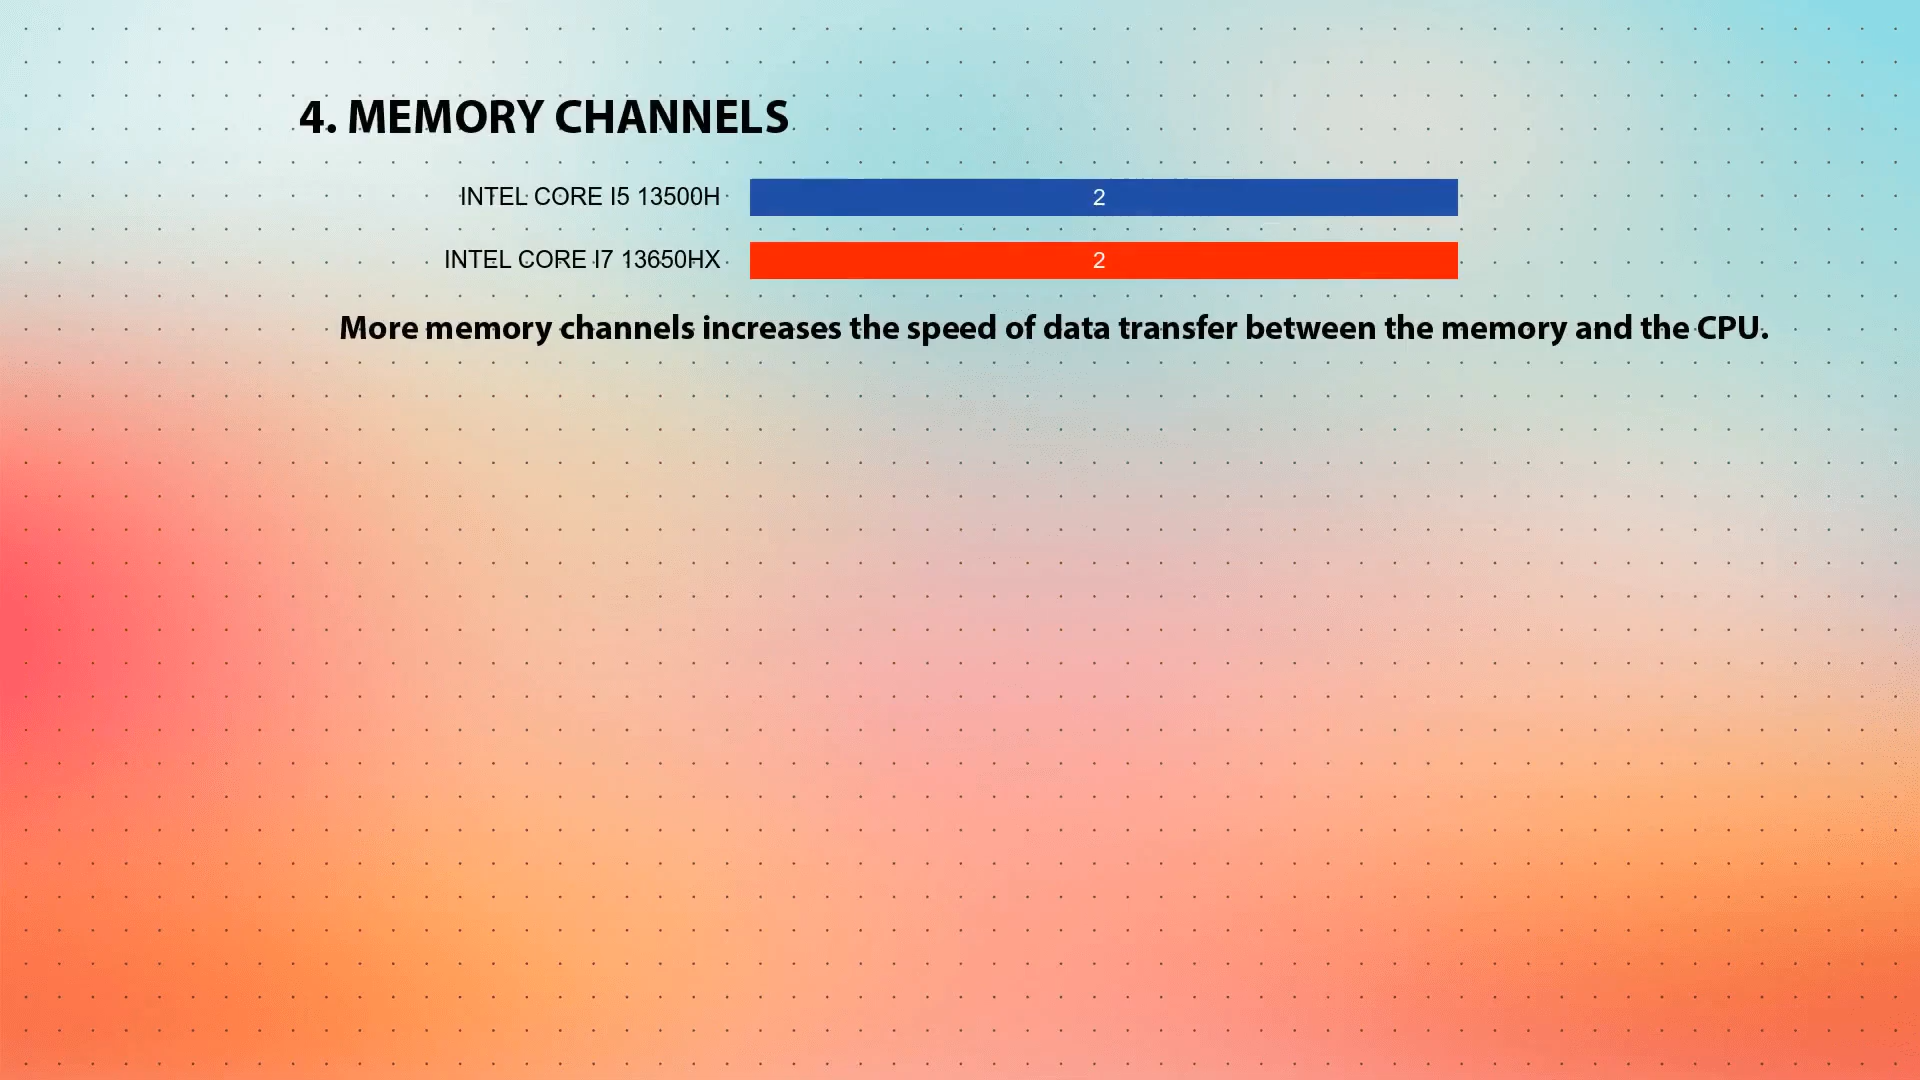 4. MEMORY CHANNELS
INTEL CORE I5 13500H 2
INTEL CORE I7 13650HX 2
More memory channels increases the speed of data transfer between the memory and the CPU.